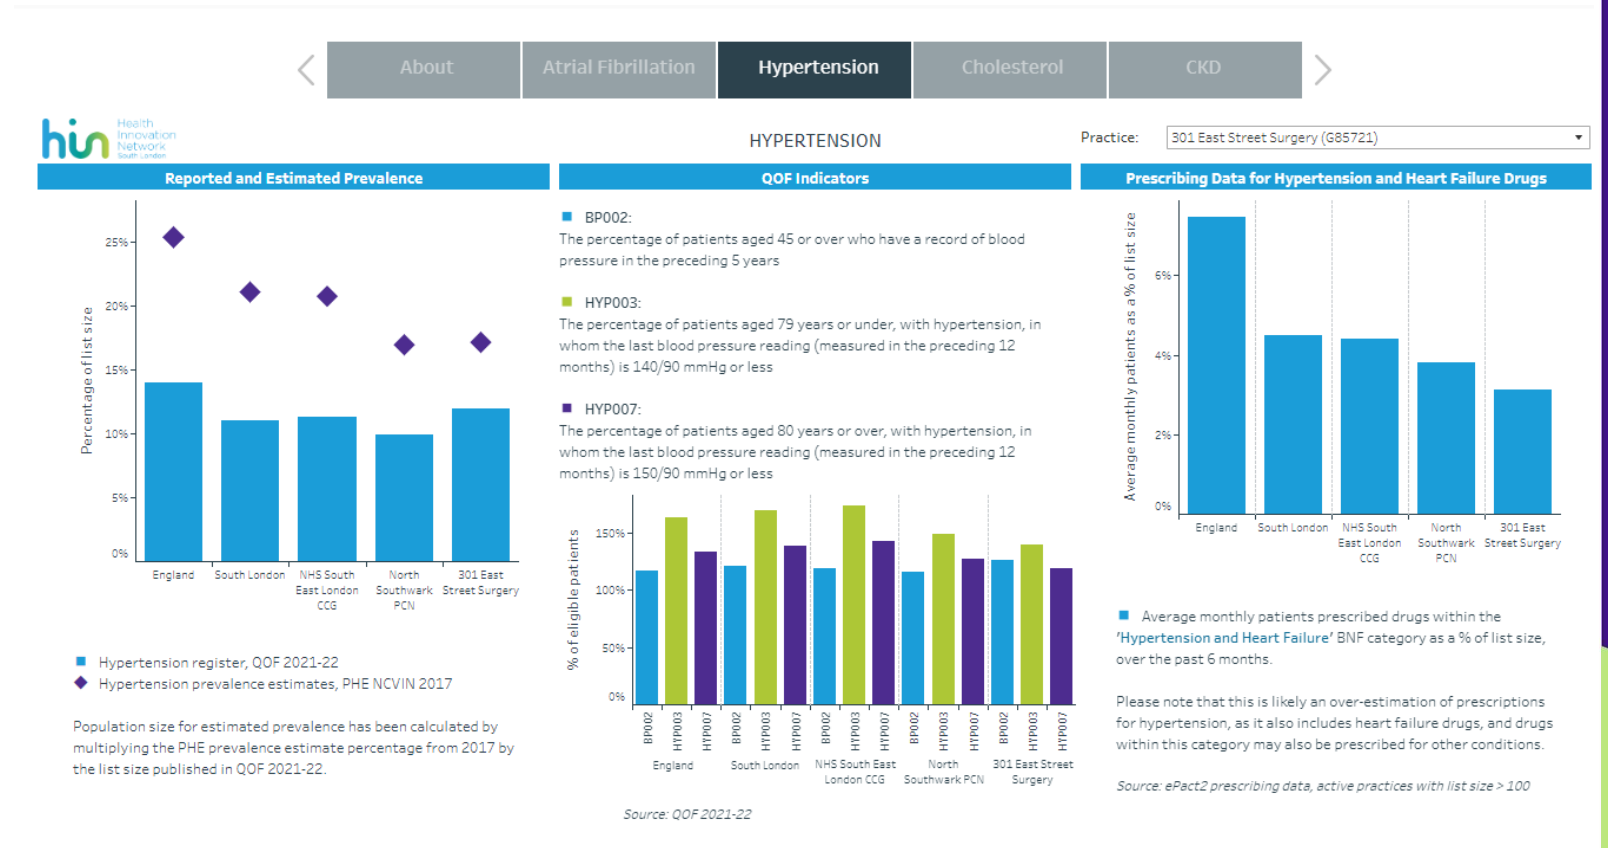 About
Atrial Fibrillation
Hypertension
Cholesterol
CKD
hin
Health
Innovation
Network
South London
HYPERTENSION
Practice:
301 East Street Surgery (G85721)
Reported and Estimated Prevalence
25%
20%
15%
10%
5%
0%
Percentage of list size
England
South London
NHS South
East London
CCG
North
Southwark
PCN
301 East
Street Surgery
Hypertension register, QOF 2021-22
Hypertension prevalence estimates, PHE NCVIN 2017
Population size for estimated prevalence has been calculated by
multiplying the PHE prevalence estimate percentage from 2017 by
the list size published in QOF 2021-22.
QOF Indicators
BP002:
The percentage of patients aged 45 or over who have a record of blood
pressure in the preceding 5 years
HYP003:
The percentage of patients aged 79 years or under, with hypertension, in
whom the last blood pressure reading (measured in the preceding 12
months) is 140/90 mmHg or less
HYP007:
The percentage of patients aged 80 years or over, with hypertension, in
whom the last blood pressure reading (measured in the preceding 12
months) is 150/90 mmHg or less
150%
100%
50%
0%
% of eligible patients
BP002
HYP003
HYP007
BP002
HYP003
HYP007
BP002
HYP003
HYP007
BP002
HYP003
HYP007
BP002
HYP003
HYP007
England
South London
NHS South East
London CCG
North
Southwark PCN
301 East Street
Surgery
Source: QOF 2021-22
Prescribing Data for Hypertension and Heart Failure Drugs
6%
4%
2%
0%
Average monthly patients as a % of list size
England
South London
NHS South
East London
CCG
North
Southwark
PCN
301 East
Street Surgery
Average monthly patients prescribed drugs within the
'Hypertension and Heart Failure' BNF category as a % of list size,
over the past 6 months.
Please note that this is likely an over-estimation of prescriptions
for hypertension, as it also includes heart failure drugs, and drugs
within this category may also be prescribed for other conditions.
Source: ePact2 prescribing data, active practices with list size > 100